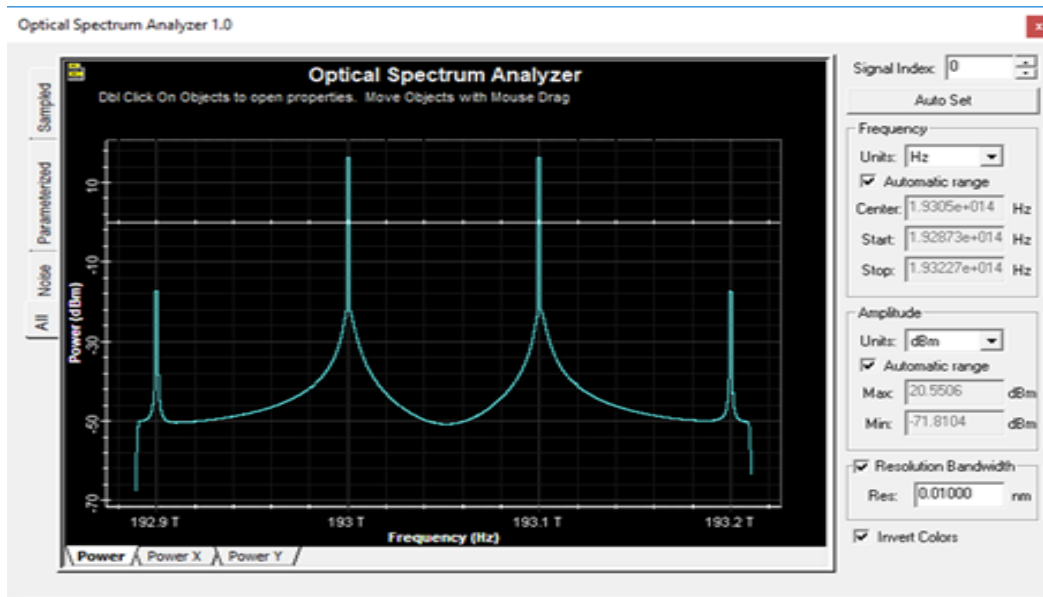 Optical Spectrum Analyzer 1.0
x
Optical Spectrum Analyzer
Dbl Click On Objects to open properties. Move Objects with Mouse Drag
Sampled
Parameterized
Noise
All
Power (dBm)
10
-10
-30
-50
-70
192.9 T
193 T
193.1 T
193.2 T
Frequency (Hz)
Power
Power X
Power Y
Signal Index: 0
Auto Set
Frequency
Units: Hz
Automatic range
Center: 1.9305e+014 Hz
Start: 1.92873e+014 Hz
Stop: 1.93227e+014 Hz
Amplitude
Units: dBm
Automatic range
Max: 20.5506 dBm
Min: -71.8104 dBm
Resolution Bandwidth
Res: 0.01000 nm
Invert Colors